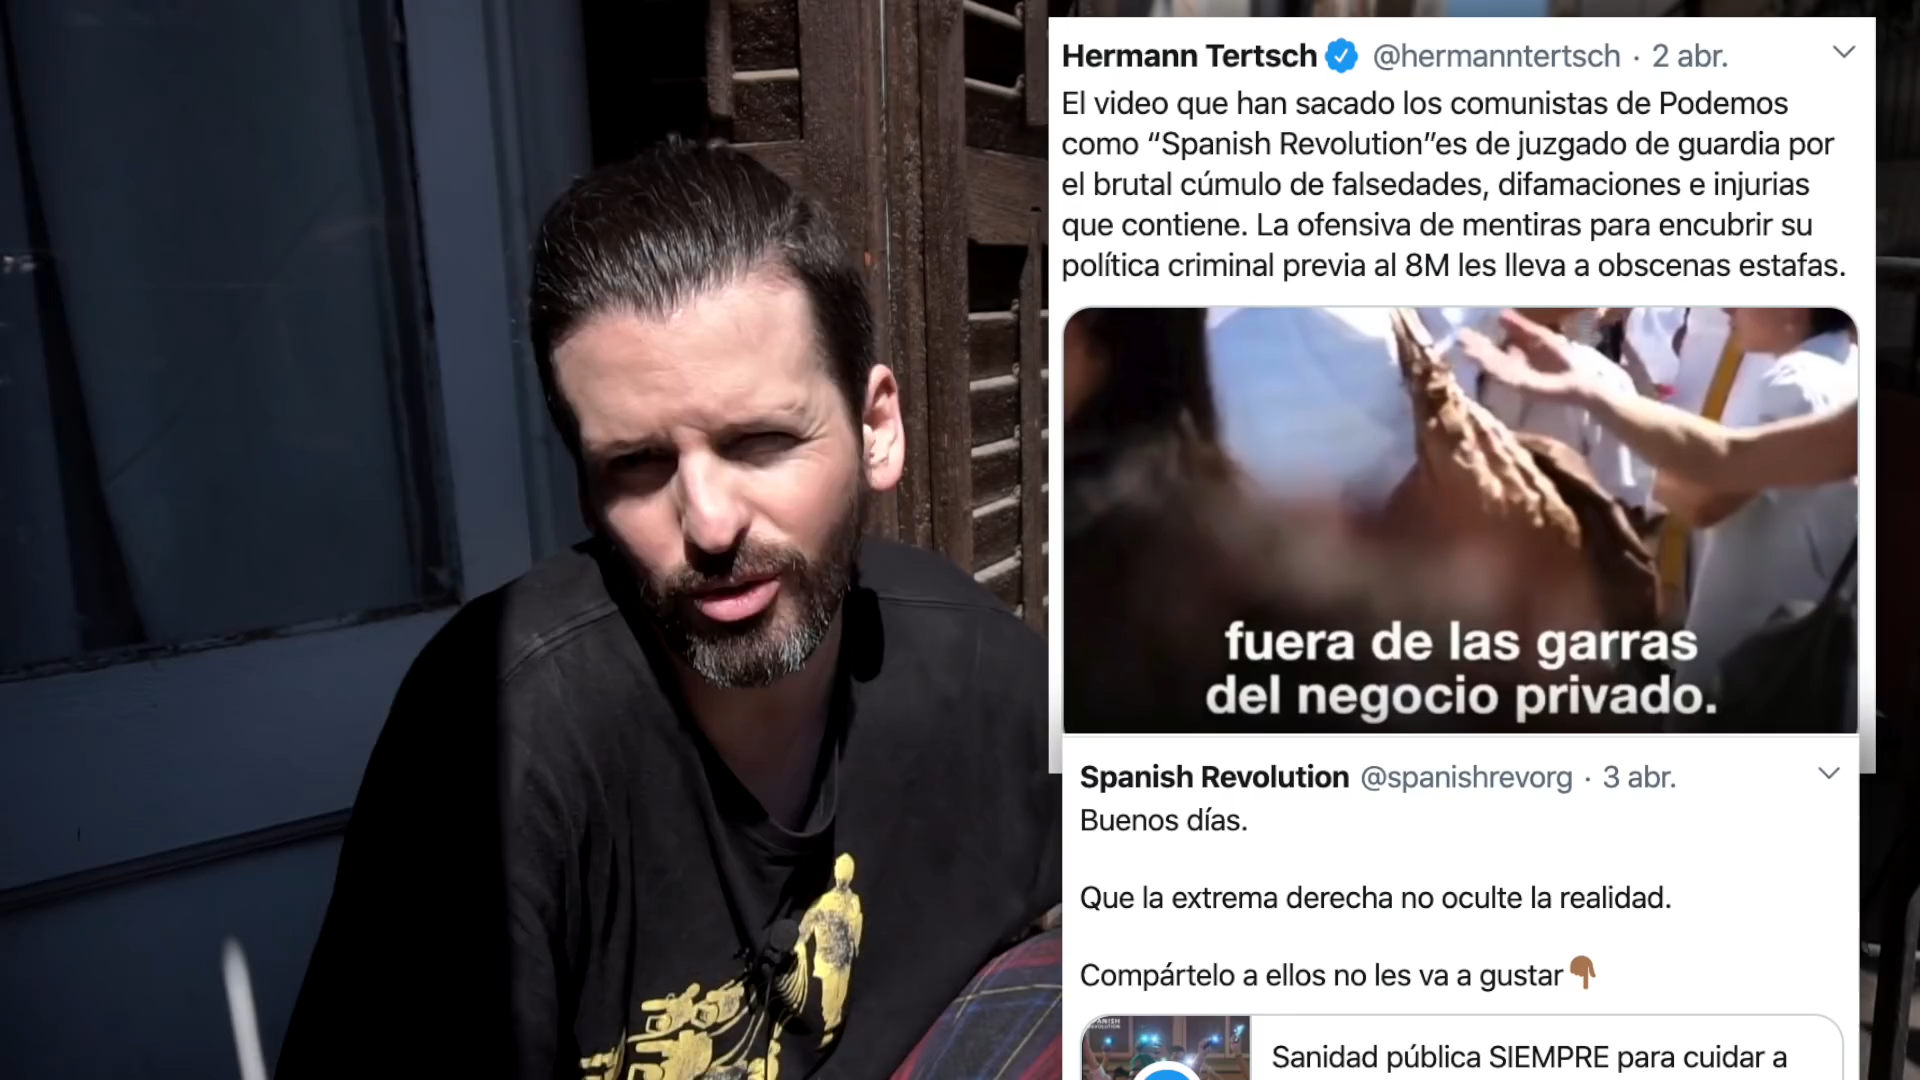 Hermann Tertsch @hermanntertsch · 2 abr.
El video que han sacado los comunistas de Podemos
como “Spanish Revolution”es de juzgado de guardia por
el brutal cúmulo de falsedades, difamaciones e injurias
que contiene. La ofensiva de mentiras para encubrir su
política criminal previa al 8M les lleva a obscenas estafas.
fuera de las garras
del negocio privado.
Spanish Revolution @spanishrevorg · 3 abr.
Buenos días.
Que la extrema derecha no oculte la realidad.
Compártelo a ellos no les va a gustar👇🏾
SPANISH
REVOLUTION
Sanidad pública SIEMPRE para cuidar a